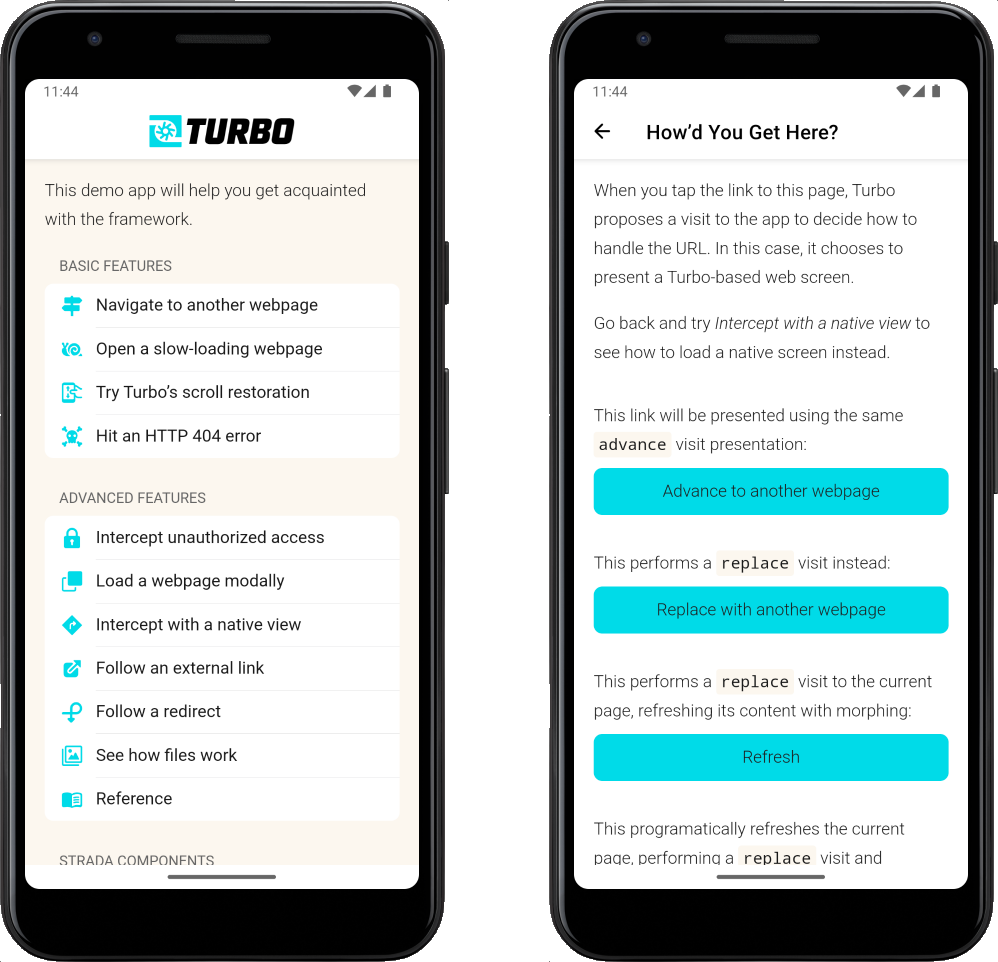 11:44
TURBO
This demo app will help you get acquainted
with the framework.
BASIC FEATURES
Navigate to another webpage
Open a slow-loading webpage
Try Turbo’s scroll restoration
Hit an HTTP 404 error
ADVANCED FEATURES
Intercept unauthorized access
Load a webpage modally
Intercept with a native view
Follow an external link
Follow a redirect
See how files work
Reference
STRADA COMPONENTS
11:44
How’d You Get Here?
When you tap the link to this page, Turbo
proposes a visit to the app to decide how to
handle the URL. In this case, it chooses to
present a Turbo-based web screen.
Go back and try Intercept with a native view to
see how to load a native screen instead.
This link will be presented using the same
advance visit presentation:
Advance to another webpage
This performs a replace visit instead:
Replace with another webpage
This performs a replace visit to the current
page, refreshing its content with morphing:
Refresh
This programatically refreshes the current
page, performing a replace visit and